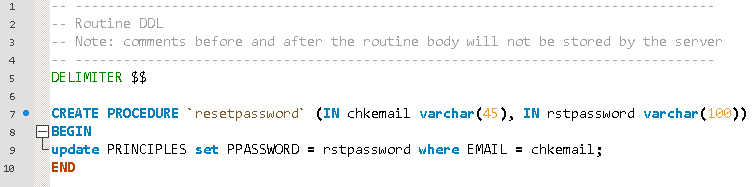 1 -- --------------------------------------------------------------------------------
2 -- Routine DDL
3 -- Note: comments before and after the routine body will not be stored by the server
4 -- --------------------------------------------------------------------------------
5 DELIMITER $$
6
7 CREATE PROCEDURE `resetpassword` (IN chkemail varchar(45), IN rstpassword varchar(100))
8 BEGIN
9 update PRINCIPLES set PPASSWORD = rstpassword where EMAIL = chkemail;
10 END